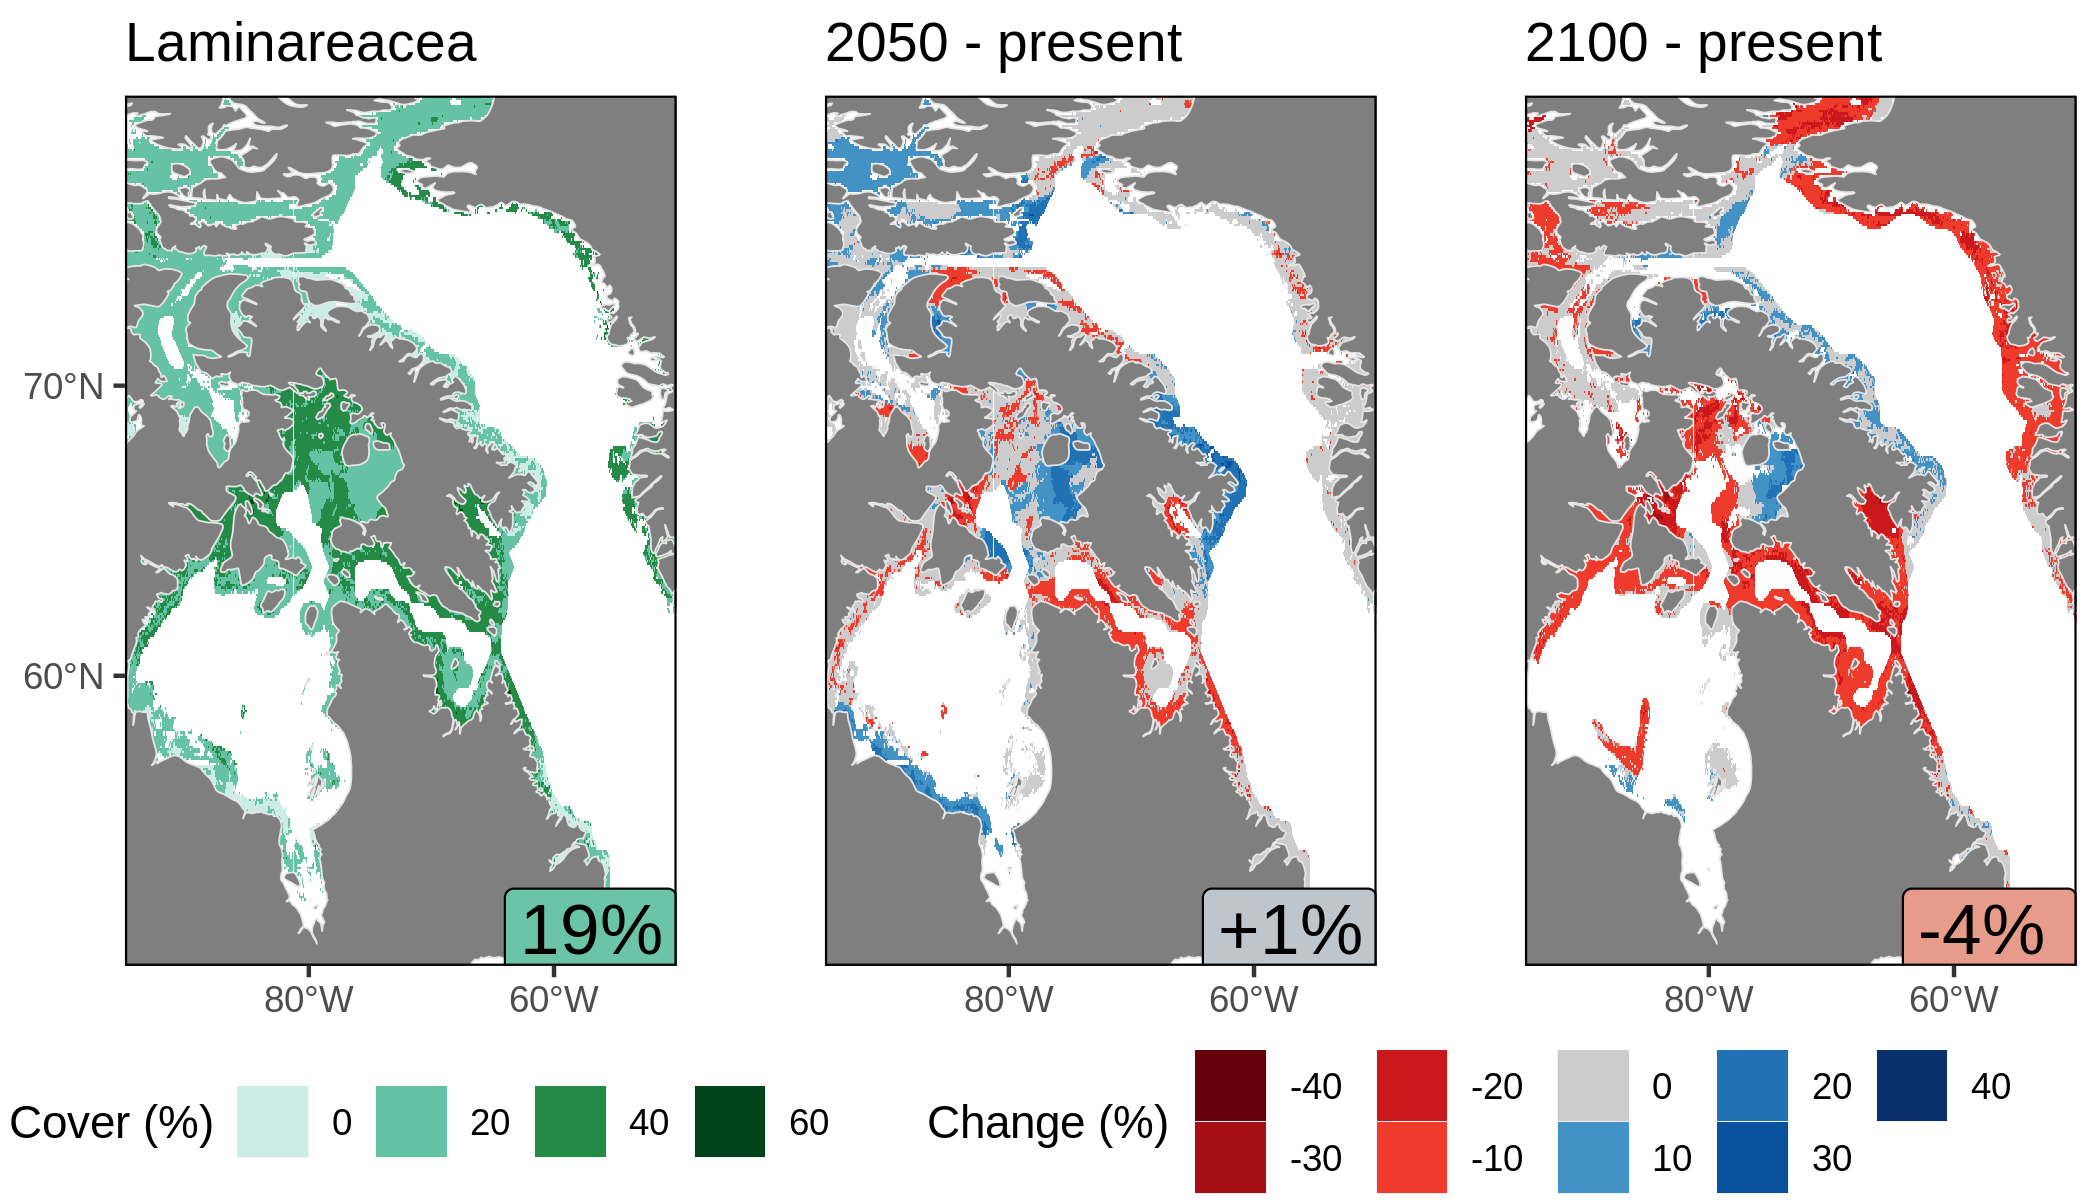 Laminareacea
2050 - present
2100 - present
70°N
60°N
19%
+1%
-4%
80°W
60°W
80°W
60°W
80°W
60°W
Cover (%)
0
20
40
60
Change (%)
-40
-30
-20
-10
0
10
20
30
40